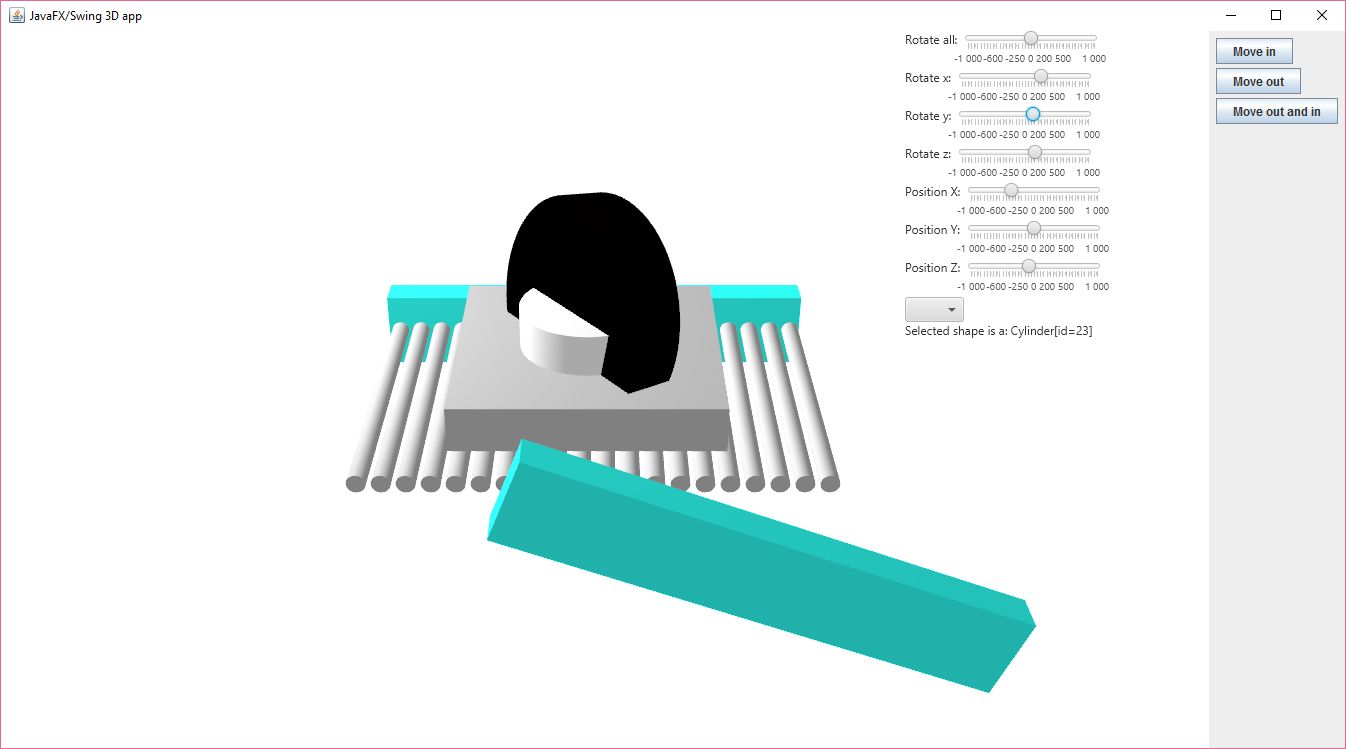 JavaFX/Swing 3D app
Rotate all:
-1 000 -600 -250 0 200 500 1 000
Rotate x:
-1 000 -600 -250 0 200 500 1 000
Rotate y:
-1 000 -600 -250 0 200 500 1 000
Rotate z:
-1 000 -600 -250 0 200 500 1 000
Position X:
-1 000 -600 -250 0 200 500 1 000
Position Y:
-1 000 -600 -250 0 200 500 1 000
Position Z:
-1 000 -600 -250 0 200 500 1 000
Selected shape is a: Cylinder[id=23]
Move in
Move out
Move out and in